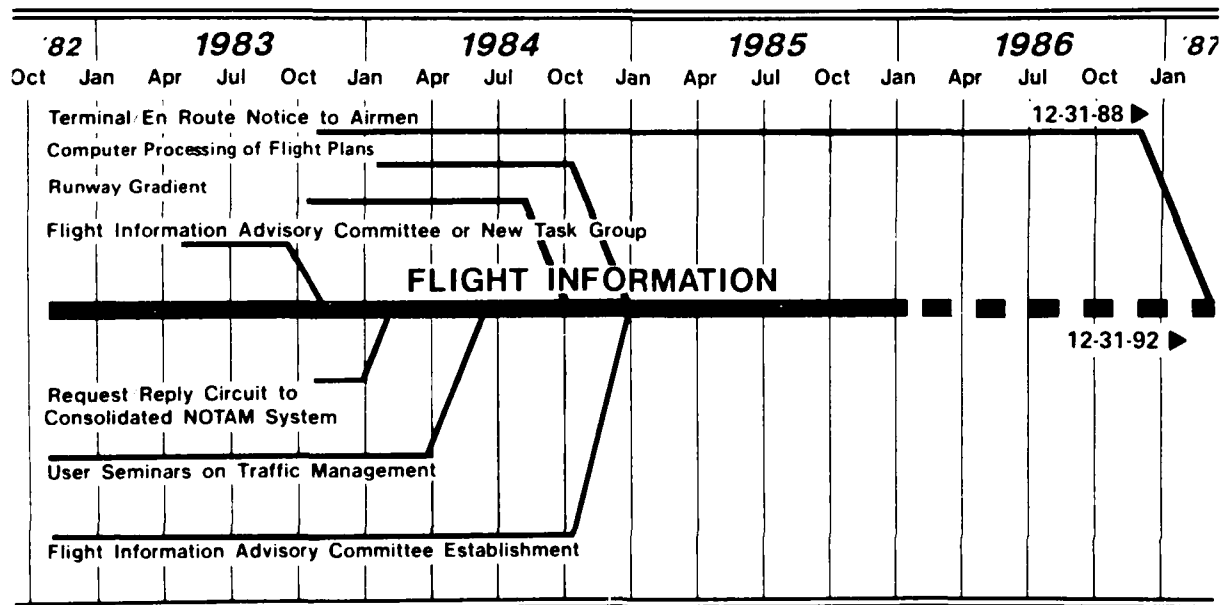 '82 1983 1984 1985 1986 '87
Oct Jan Apr Jul Oct Jan Apr Jul Oct Jan Apr Jul Oct Jan Apr Jul Oct Jan
Terminal/En Route Notice to Airmen
12-31-88
Computer Processing of Flight Plans
Runway Gradient
Flight Information Advisory Committee or New Task Group
FLIGHT INFORMATION
12-31-92
Request Reply Circuit to
Consolidated NOTAM System
User Seminars on Traffic Management
Flight Information Advisory Committee Establishment